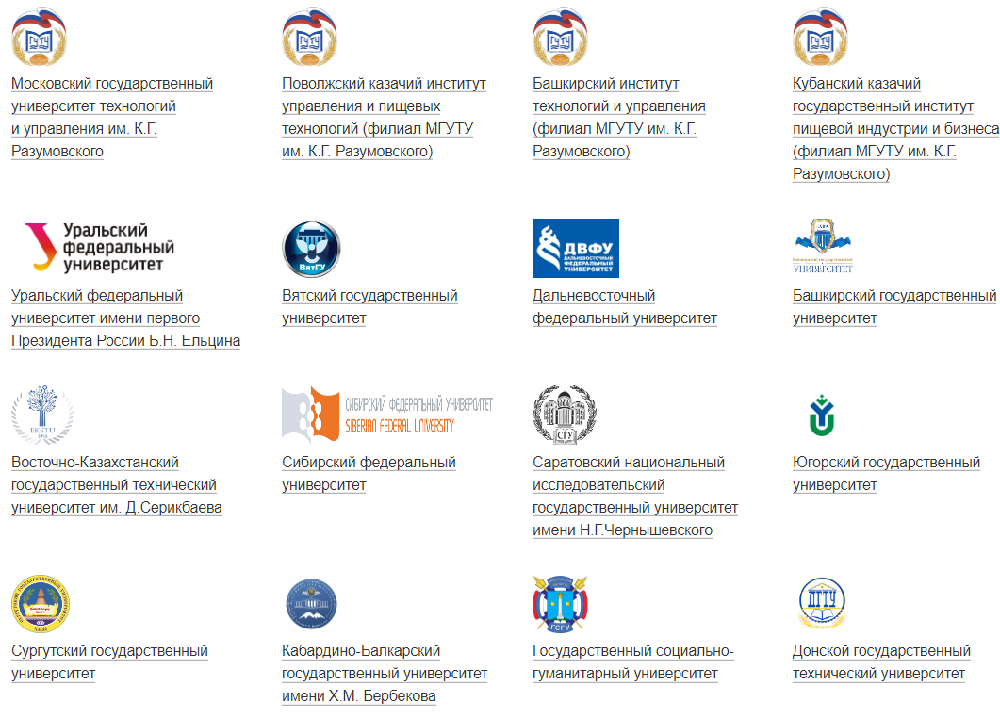 Московский государственный
университет технологий
и управления им. К.Г.
Разумовского
Поволжский казачий институт
управления и пищевых
технологий (филиал МГУТУ
им. К.Г. Разумовского)
Башкирский институт
технологий и управления
(филиал МГУТУ им. К.Г.
Разумовского)
Кубанский казачий
государственный институт
пищевой индустрии и бизнеса
(филиал МГУТУ им. К.Г.
Разумовского)
Уральский
федеральный
университет
Уральский федеральный
университет имени первого
Президента России Б.Н. Ельцина
ВятГУ
Вятский государственный
университет
ДВФУ
ДАЛЬНЕВОСТОЧНЫЙ
ФЕДЕРАЛЬНЫЙ
УНИВЕРСИТЕТ
Дальневосточный
федеральный университет
Башкирский государственный
УНИВЕРСИТЕТ
Башкирский государственный
университет
EKSTU
1958
Восточно-Казахстанский
государственный технический
университет им. Д.Серикбаева
СИБИРСКИЙ ФЕДЕРАЛЬНЫЙ УНИВЕРСИТЕТ
SIBERIAN FEDERAL UNIVERSITY
Сибирский федеральный
университет
СГУ
Саратовский национальный
исследовательский
государственный университет
имени Н.Г.Чернышевского
Югорский государственный
университет
Сургутский государственный
университет
Кабардино-Балкарский
государственный университет
имени Х.М. Бербекова
ГСГУ
Государственный социально-
гуманитарный университет
ДГТУ
Донской государственный
технический университет